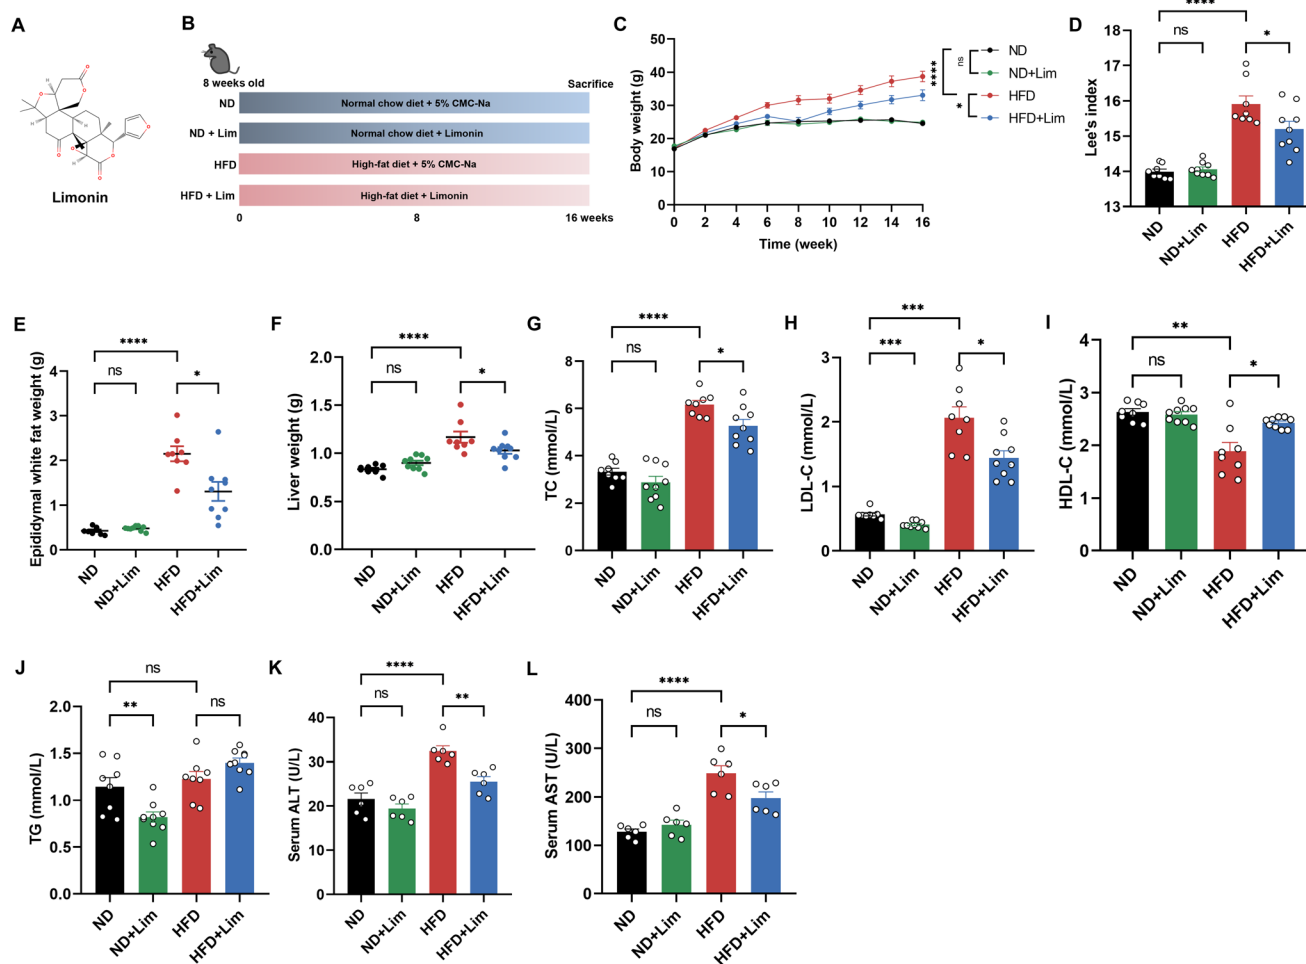 A
H
O
O
O
H
O
H
O
O
O
H
O
Limonin
B
8 weeks old
Sacrifice
ND
Normal chow diet + 5% CMC-Na
ND + Lim
Normal chow diet + Limonin
HFD
High-fat diet + 5% CMC-Na
HFD + Lim
High-fat diet + Limonin
0
8
16 weeks
C
Body weight (g)
50
40
30
20
10
0
0 2 4 6 8 10 12 14 16
Time (week)
ND
ND+Lim
HFD
HFD+Lim
ns
****
*
D
****
ns
*
Lee's index
18
17
16
15
14
13
ND
ND+Lim
HFD
HFD+Lim
E
****
ns
*
Epididymal white fat weight (g)
4
3
2
1
0
ND
ND+Lim
HFD
HFD+Lim
F
****
ns
*
Liver weight (g)
2.0
1.5
1.0
0.5
0.0
ND
ND+Lim
HFD
HFD+Lim
G
****
ns
*
TC (mmol/L)
8
6
4
2
0
ND
ND+Lim
HFD
HFD+Lim
H
***
***
*
LDL-C (mmol/L)
3
2
1
0
ND
ND+Lim
HFD
HFD+Lim
I
**
ns
*
HDL-C (mmol/L)
4
3
2
1
0
ND
ND+Lim
HFD
HFD+Lim
J
ns
**
ns
TG (mmol/L)
2.0
1.5
1.0
0.5
0.0
ND
ND+Lim
HFD
HFD+Lim
K
****
ns
**
Serum ALT (U/L)
40
30
20
10
0
ND
ND+Lim
HFD
HFD+Lim
L
****
ns
*
Serum AST (U/L)
400
300
200
100
0
ND
ND+Lim
HFD
HFD+Lim